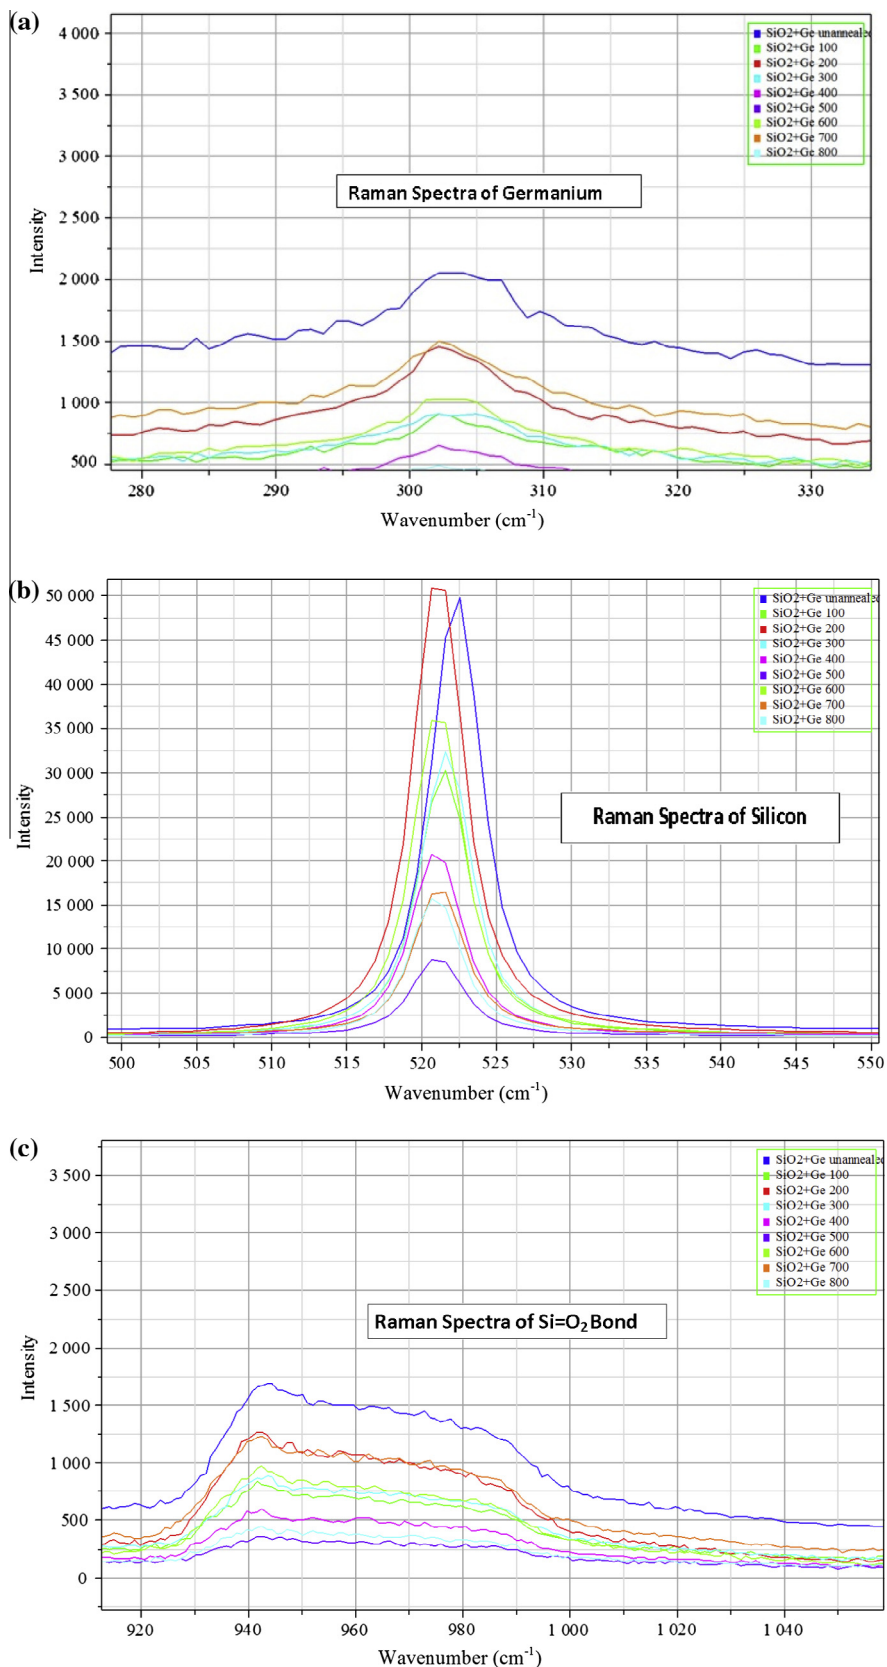 (a)
4 000
3 500
3 000
2 500
2 000
1 500
1 000
500
Intensity
SiO2+Ge unannealed
SiO2+Ge 100
SiO2+Ge 200
SiO2+Ge 300
SiO2+Ge 400
SiO2+Ge 500
SiO2+Ge 600
SiO2+Ge 700
SiO2+Ge 800
Raman Spectra of Germanium
280 290 300 310 320 330
Wavenumber (cm⁻¹)
(b)
50 000
45 000
40 000
35 000
30 000
25 000
20 000
15 000
10 000
5 000
0
Intensity
SiO2+Ge unannealed
SiO2+Ge 100
SiO2+Ge 200
SiO2+Ge 300
SiO2+Ge 400
SiO2+Ge 500
SiO2+Ge 600
SiO2+Ge 700
SiO2+Ge 800
Raman Spectra of Silicon
500 505 510 515 520 525 530 535 540 545 550
Wavenumber (cm⁻¹)
(c)
3 500
3 000
2 500
2 000
1 500
1 000
500
0
Intensity
SiO2+Ge unannealed
SiO2+Ge 100
SiO2+Ge 200
SiO2+Ge 300
SiO2+Ge 400
SiO2+Ge 500
SiO2+Ge 600
SiO2+Ge 700
SiO2+Ge 800
Raman Spectra of Si=O₂ Bond
920 940 960 980 1 000 1 020 1 040
Wavenumber (cm⁻¹)